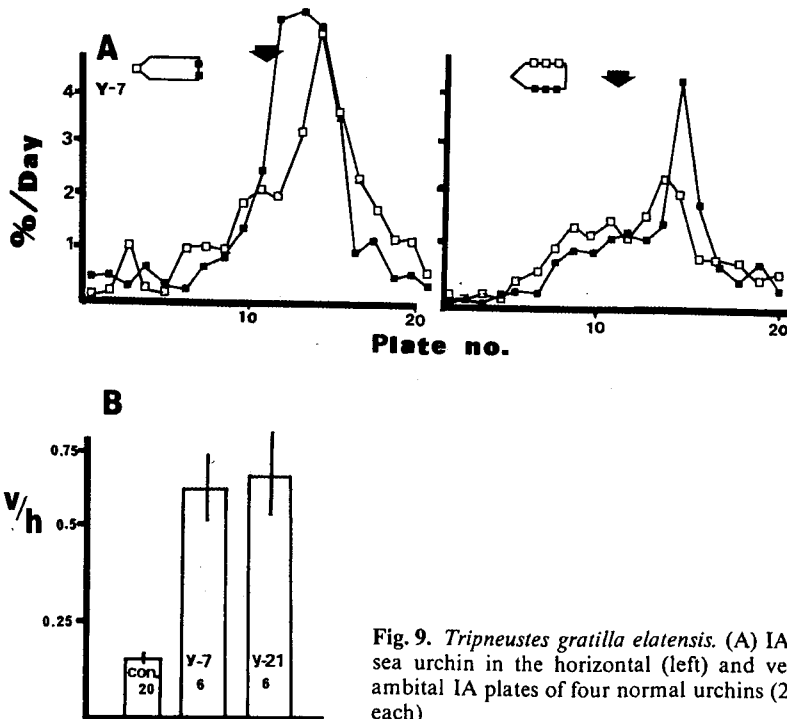 A
Y-7
%/Day
4
3
2
1
10
20
10
20
Plate no.
B
0.75
v/h
0.5
0.25
con.
20
Y-7
6
Y-21
6
Fig. 9. Tripneustes gratilla elatensis. (A) IA
sea urchin in the horizontal (left) and ve
ambital IA plates of four normal urchins (2
each)